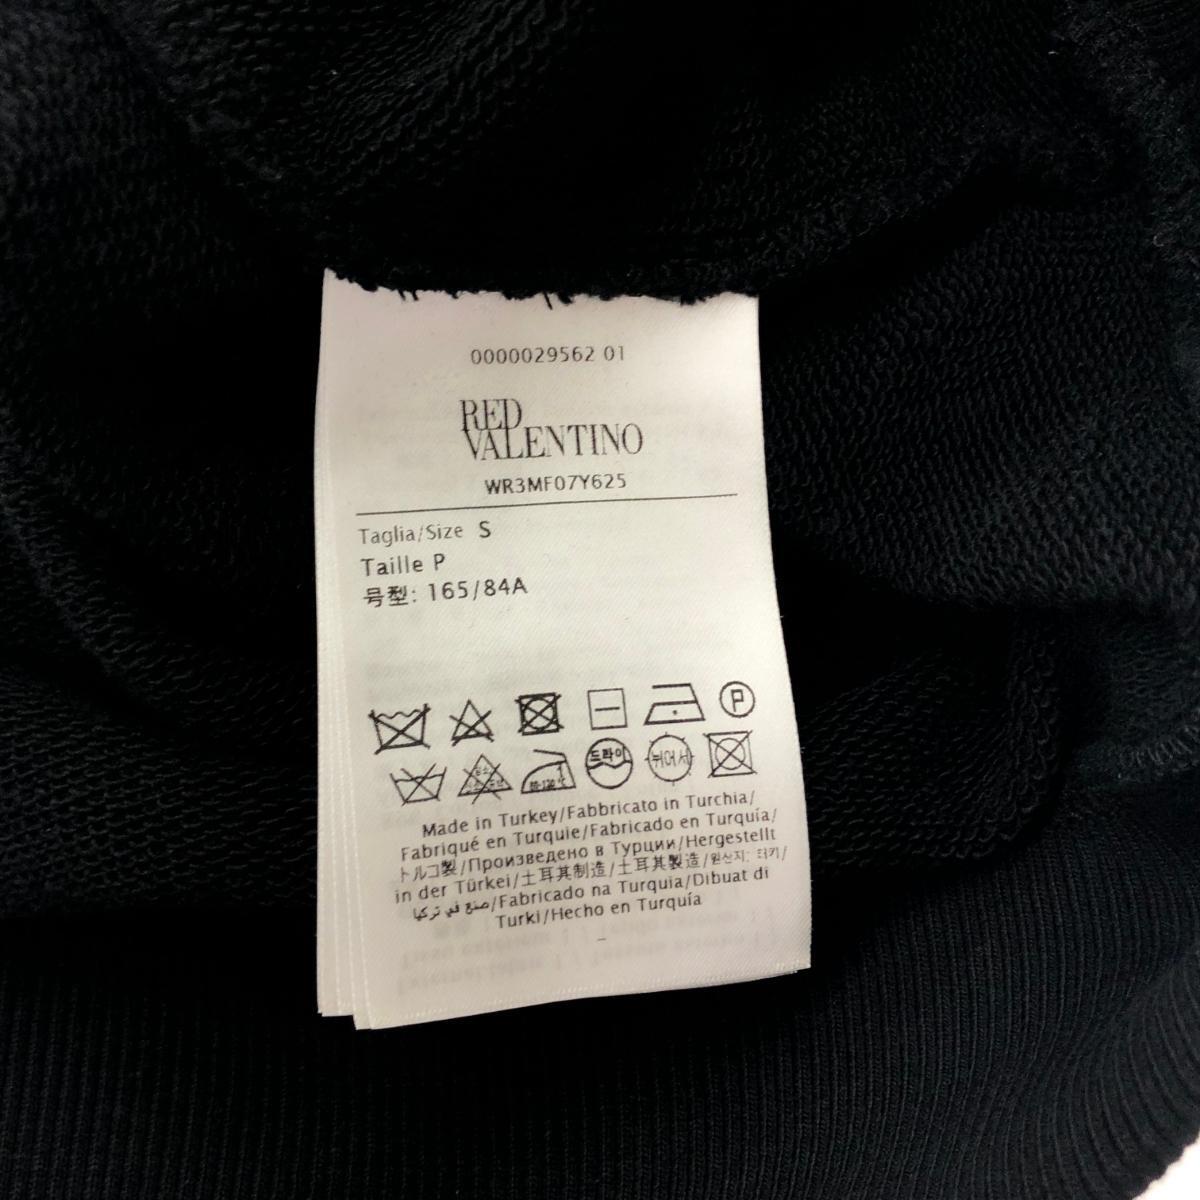 0000029562 01
RED
VALENTINO
WR3MF07Y625
Taglia/Size S
Taille P
号型: 165/84A
P
드라이
80-120℃
Made in Turkey/Fabbricato in Turchia/
Fabriqué en Turquie/Fabricado en Turquía/
トルコ製/Произведено в Турции/Hergestellt
in der Türkei/土耳其制造/土耳其製造/원산지: 터키/
صنع في تركيا/Fabricado na Turquia/Dibuat di
Turki/Hecho en Turquía